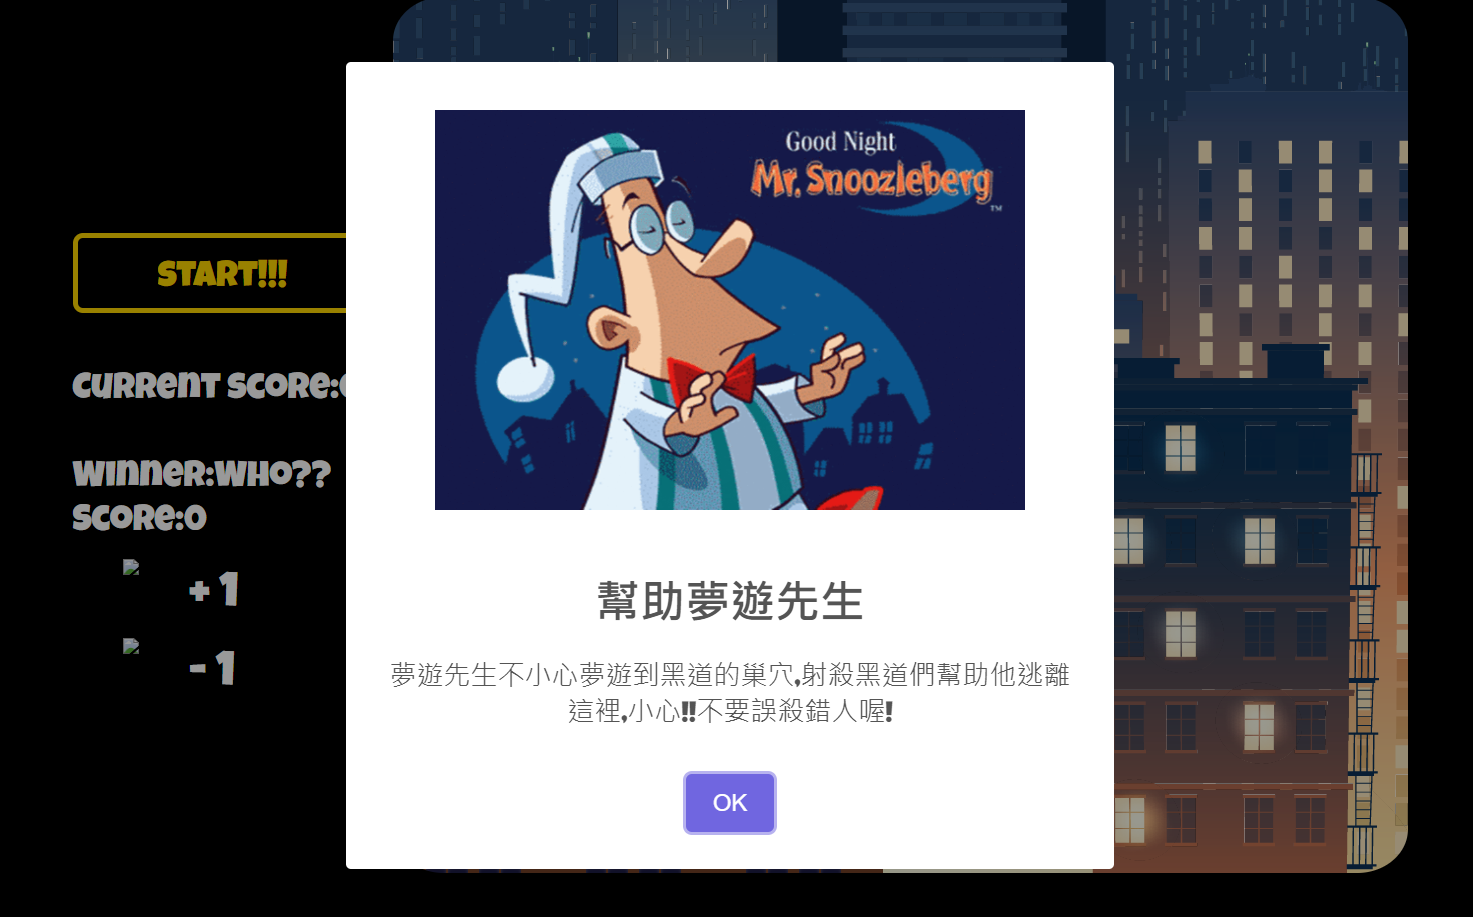 Good Night
Mr. Snoozleberg
TM
START!!!
Current Score:
Winner:Who??
Score:0
+ 1
- 1
幫助夢遊先生
夢遊先生不小心夢遊到黑道的巢穴,射殺黑道們幫助他逃離
這裡,小心!!不要誤殺錯人喔!
OK